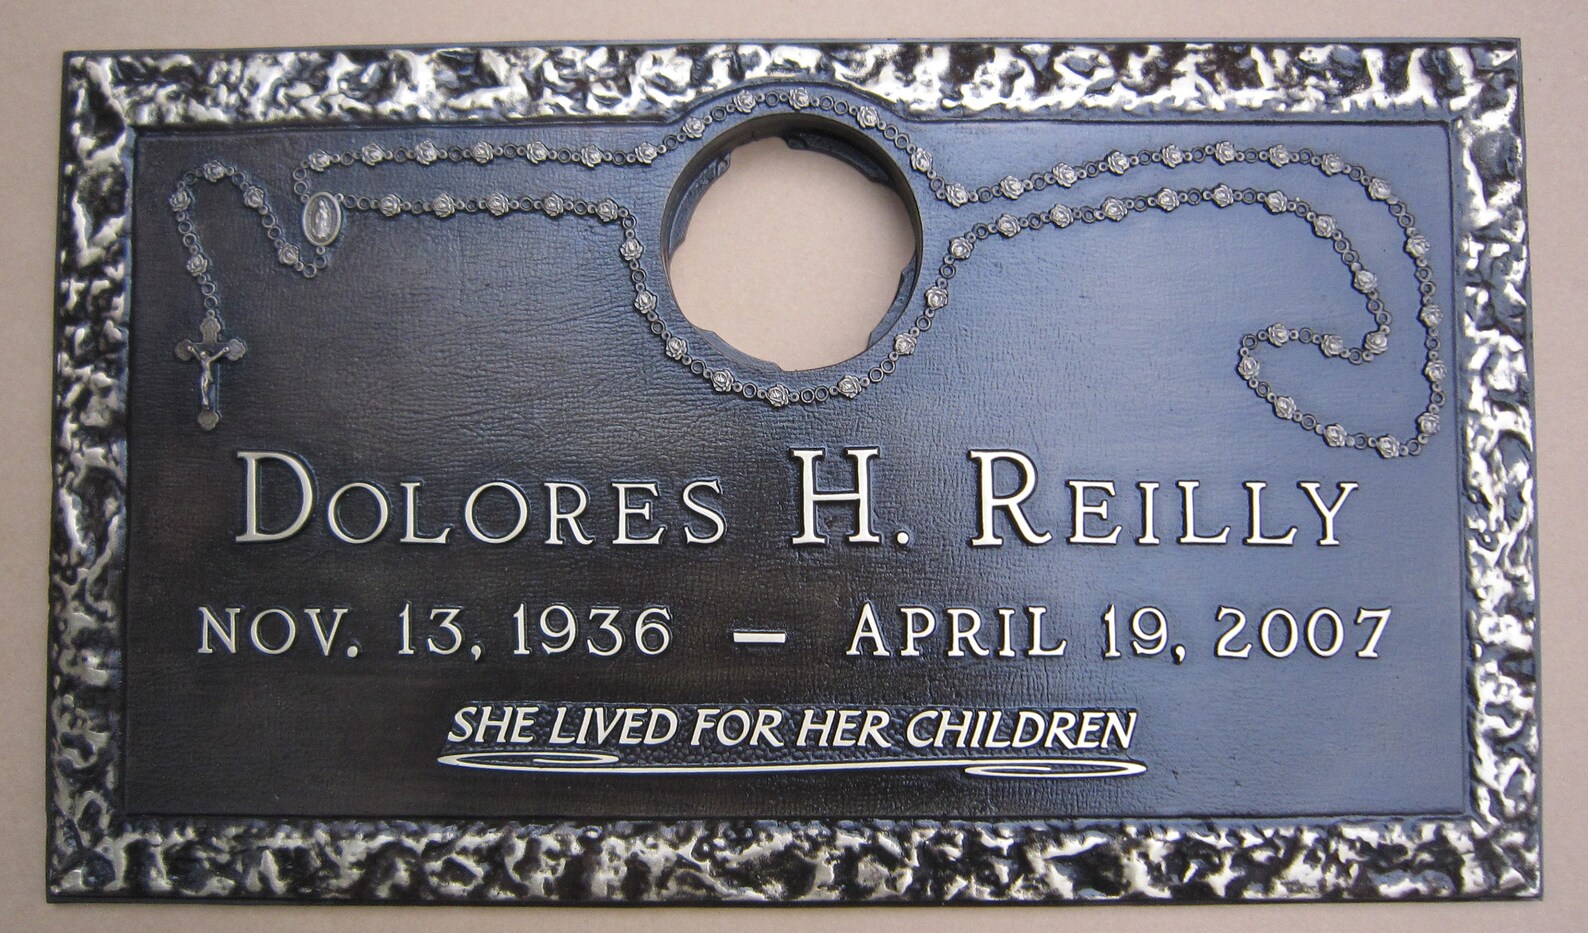 DOLORES H. REILLY
NOV. 13, 1936 — APRIL 19, 2007
SHE LIVED FOR HER CHILDREN